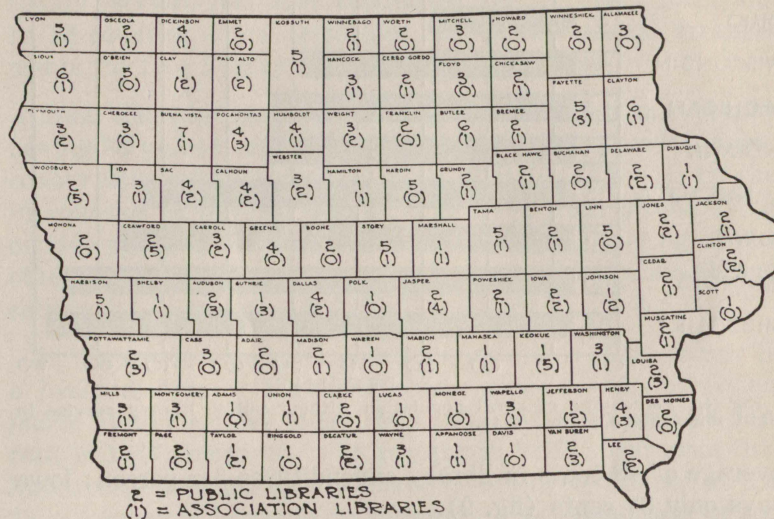 LYON OSCEOLA DICKINSON EMMET KOSSUTH WINNEBAGO WORTH MITCHELL HOWARD WINNESHIEK ALLAMAKEE
3 2 4 2 5 2 2 3 2 2 3
(1) (1) (1) (0) (1) (1) (0) (0) (0) (0) (0)
SIOUX O'BRIEN CLAY PALO ALTO HANCOCK CERRO GORDO FLOYD CHICKASAW
6 5 1 1 3 2 3 2
(1) (0) (2) (2) (1) (1) (0) (1)
FAYETTE CLAYTON
5 6
(3) (1)
PLYMOUTH CHEROKEE BUENA VISTA POCAHONTAS HUMBOLDT WRIGHT FRANKLIN BUTLER BREMER
3 3 7 4 4 3 2 6 2
(2) (0) (1) (3) (1) (2) (0) (1) (1)
WOODBURY IDA SAC CALHOUN WEBSTER HAMILTON HARDIN GRUNDY BLACK HAWK BUCHANAN DELAWARE DUBUQUE
2 3 4 4 3 1 5 2 2 2 2 1
(5) (1) (2) (2) (2) (1) (0) (1) (1) (0) (2) (1)
MONONA CRAWFORD CARROLL GREENE BOONE STORY MARSHALL TAMA BENTON LINN JONES JACKSON
2 2 3 4 2 5 1 5 2 5 2 2
(0) (5) (2) (0) (0) (1) (1) (1) (1) (0) (2) (1)
CLINTON
2
(2)
HARRISON SHELBY AUDUBON GUTHRIE DALLAS POLK JASPER POWESHIEK IOWA JOHNSON CEDAR SCOTT
5 1 2 1 4 1 2 2 2 1 2 1
(1) (1) (3) (3) (2) (0) (4) (1) (2) (2) (1) (0)
MUSCATINE
2
(1)
POTTAWATTAMIE CASS ADAIR MADISON WARREN MARION MAHASKA KEOKUK WASHINGTON LOUISA
2 3 2 2 1 2 1 1 3 2
(3) (0) (0) (1) (0) (1) (1) (5) (1)
MILLS MONTGOMERY ADAMS UNION CLARKE LUCAS MONROE WAPELLO JEFFERSON HENRY DES MOINES
3 3 1 1 2 1 1 3 1 4 2
(1) (1) (0) (1) (0) (0) (0) (1) (2) (3) (0)
FREMONT PAGE TAYLOR RINGGOLD DECATUR WAYNE APPANOOSE DAVIS VAN BUREN LEE
2 2 1 1 2 3 1 1 2 2
(1) (0) (2) (0) (2) (1) (1) (0) (3) (2)
2 = PUBLIC LIBRARIES
(1) = ASSOCIATION LIBRARIES